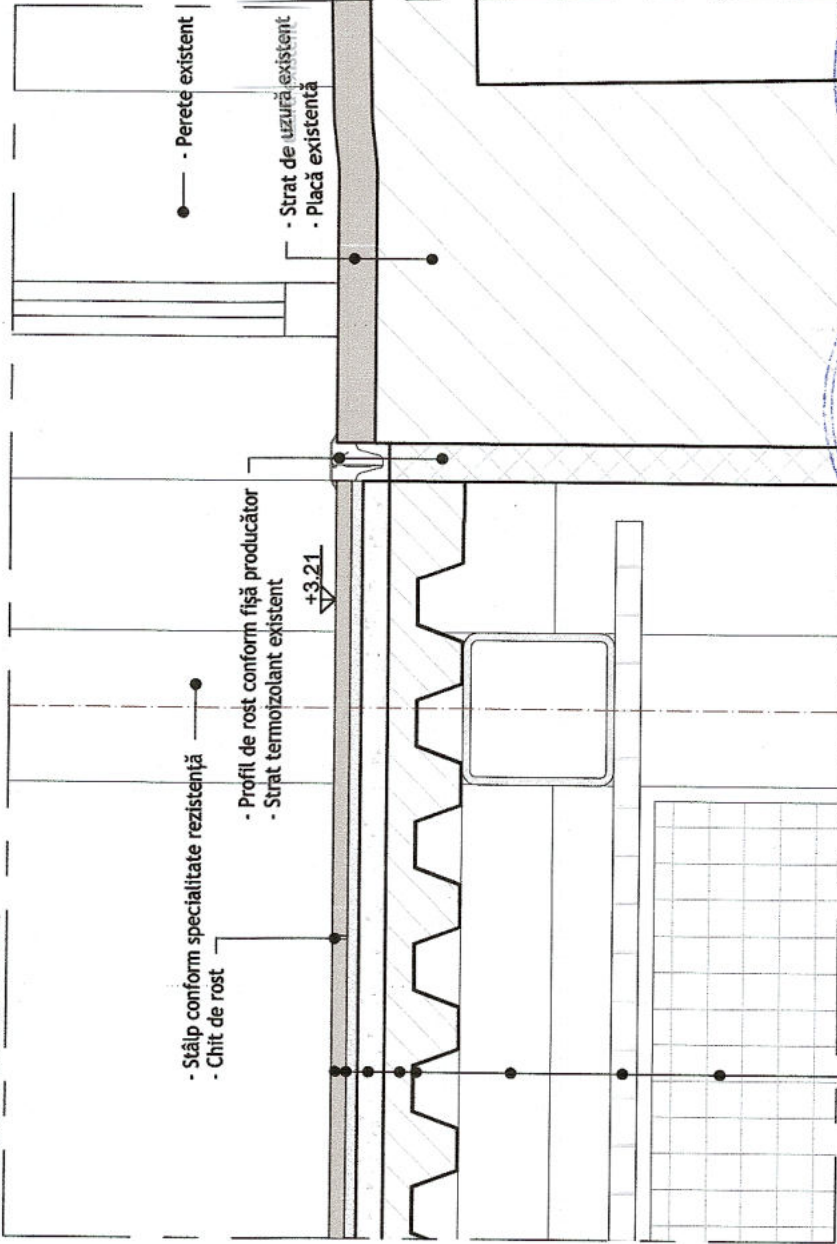 - Perete existent
- Strat de uzură existent
- Placă existentă
- Profil de rost conform fișă producător
- Strat termoizolant existent
+3.21
- Stâlp conform specialitate rezistență
- Chit de rost